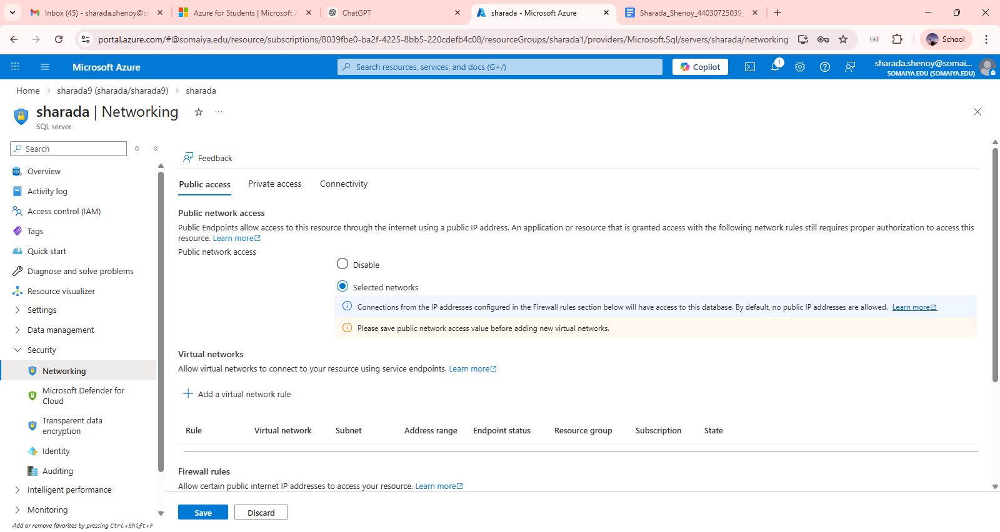 Inbox (45) - sharada.shenoy@sc
Azure for Students | Microsoft A
ChatGPT
sharada - Microsoft Azure
Sharada_Shenoy_44030725039_
portal.azure.com/#@somaiya.edu/resource/subscriptions/8039fbe0-ba2f-4225-8bb5-220cdefb4c08/resourceGroups/sharada1/providers/Microsoft.Sql/servers/sharada/networking
School
Microsoft Azure
Search resources, services, and docs (G+/)
Copilot
1
sharada.shenoy@somai...
SOMAIYA.EDU (SOMAIYA.EDU)
Home > sharada9 (sharada/sharada9) > sharada
sharada | Networking
SQL server
Search
Overview
Activity log
Access control (IAM)
Tags
Quick start
Diagnose and solve problems
Resource visualizer
Settings
Data management
Security
Networking
Microsoft Defender for
Cloud
Transparent data
encryption
Identity
Auditing
Intelligent performance
Monitoring
Add or remove favorites by pressing Ctrl+Shift+F
Feedback
Public access
Private access
Connectivity
Public network access
Public Endpoints allow access to this resource through the internet using a public IP address. An application or resource that is granted access with the following network rules still requires proper authorization to access this
resource. Learn more
Public network access
Disable
Selected networks
Connections from the IP addresses configured in the Firewall rules section below will have access to this database. By default, no public IP addresses are allowed. Learn more
Please save public network access value before adding new virtual networks.
Virtual networks
Allow virtual networks to connect to your resource using service endpoints. Learn more
Add a virtual network rule
Rule Virtual network Subnet Address range Endpoint status Resource group Subscription State
Firewall rules
Allow certain public internet IP addresses to access your resource. Learn more
Save
Discard